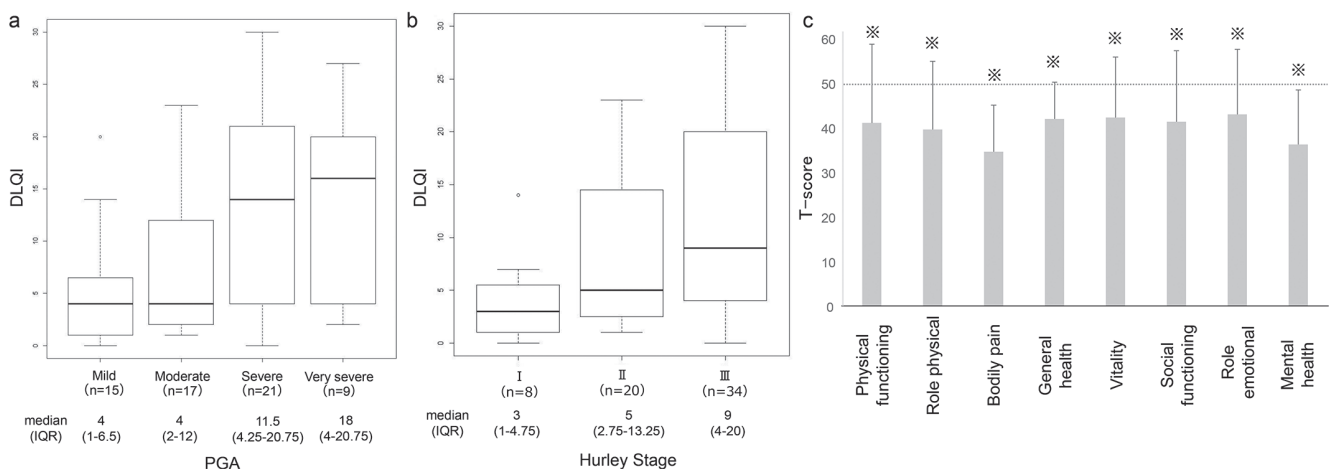 a
DLQI
30
25
20
15
10
5
0
Mild Moderate Severe Very severe
(n=15) (n=17) (n=21) (n=9)
median 4 4 11.5 18
(IQR) (1-6.5) (2-12) (4.25-20.75) (4-20.75)
PGA
b
DLQI
30
25
20
15
10
5
0
Ⅰ Ⅱ Ⅲ
(n=8) (n=20) (n=34)
median 3 5 9
(IQR) (1-4.75) (2.75-13.25) (4-20)
Hurley Stage
c
T-score
60
50
40
30
20
10
0
※ ※ ※ ※ ※ ※ ※ ※
Physical
functioning
Role physical
Bodily pain
General
health
Vitality
Social
functioning
Role
emotional
Mental
health